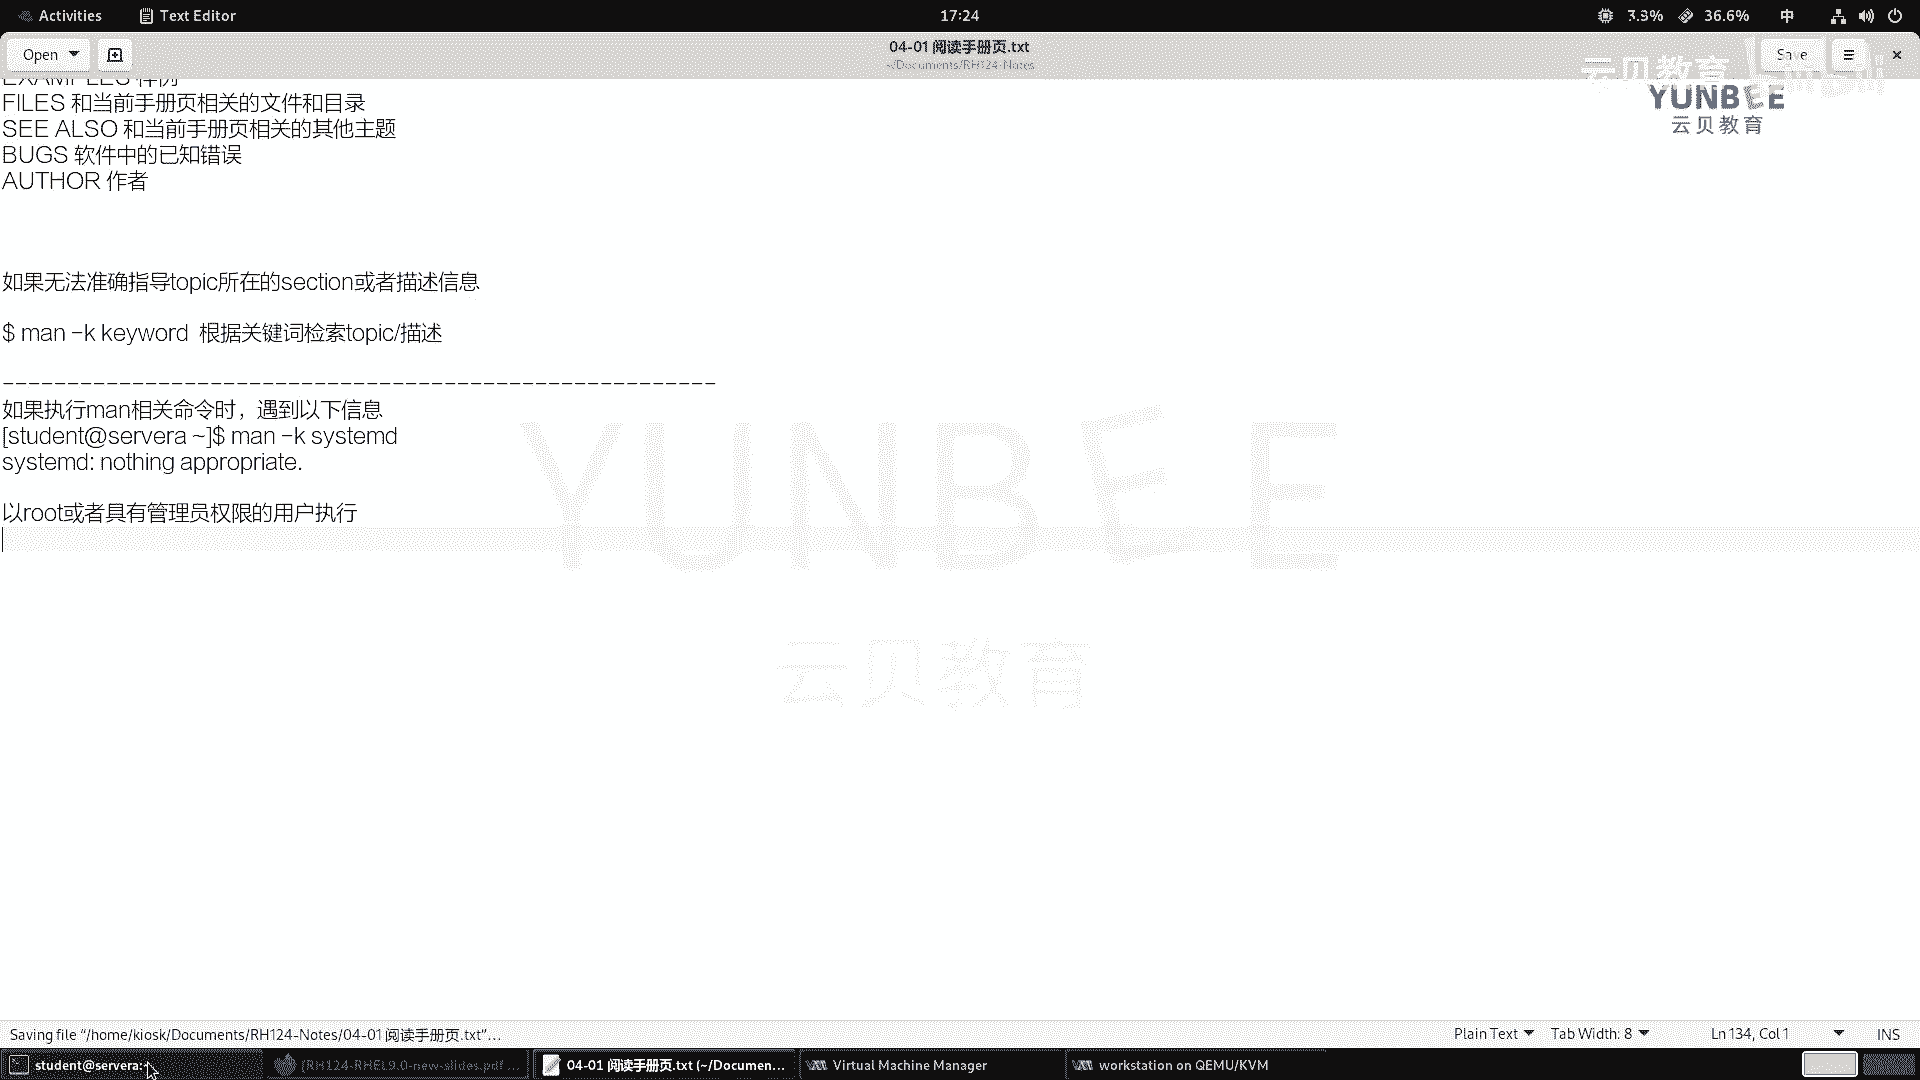 Activities
Text Editor
17:24
3.3%
36.6%
中
Open
04-01 阅读手册页.txt
~/Documents/RH124-Notes
Save
云贝教育
YUNBEE
云贝教育
EXAMPLES 样例
FILES 和当前手册页相关的文件和目录
SEE ALSO 和当前手册页相关的其他主题
BUGS 软件中的已知错误
AUTHOR 作者
如果无法准确指导topic所在的section或者描述信息
$ man -k keyword  根据关键词检索topic/描述
-------------------------------------------------------
如果执行man相关命令时，遇到以下信息
[student@servera ~]$ man -k systemd
systemd: nothing appropriate.
以root或者具有管理员权限的用户执行
YUNBEE
云贝教育
Saving file “/home/kiosk/Documents/RH124-Notes/04-01 阅读手册页.txt”...
Plain Text
Tab Width: 8
Ln 134, Col 1
INS
student@servera:~
[RH124-RHEL9.0-new-slides.pdf ...
04-01 阅读手册页.txt (~/Documen...
Virtual Machine Manager
workstation on QEMU/KVM